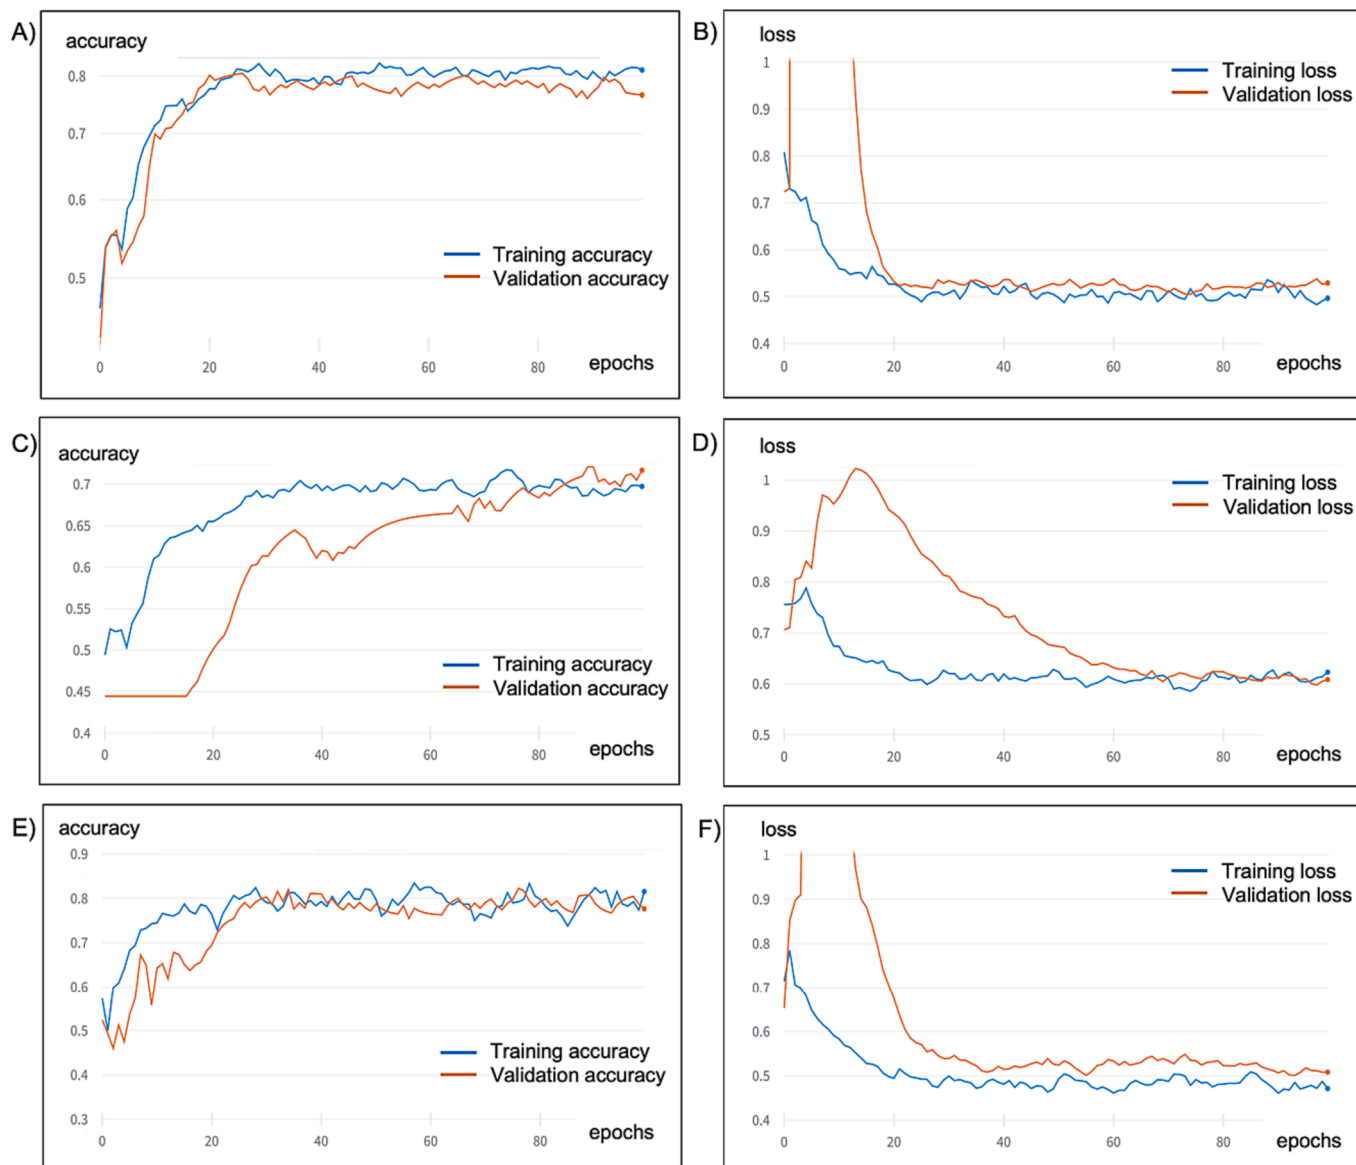 A)
accuracy
0.8
0.7
0.6
0.5
Training accuracy
Validation accuracy
0 20 40 60 80 epochs
B)
loss
1
0.9
0.8
0.7
0.6
0.5
0.4
Training loss
Validation loss
0 20 40 60 80 epochs
C)
accuracy
0.7
0.65
0.6
0.55
0.5
0.45
0.4
Training accuracy
Validation accuracy
0 20 40 60 80 epochs
D)
loss
1
0.9
0.8
0.7
0.6
0.5
Training loss
Validation loss
0 20 40 60 80 epochs
E)
accuracy
0.9
0.8
0.7
0.6
0.5
0.4
0.3
Training accuracy
Validation accuracy
0 20 40 60 80 epochs
F)
loss
1
0.9
0.8
0.7
0.6
0.5
0.4
Training loss
Validation loss
0 20 40 60 80 epochs